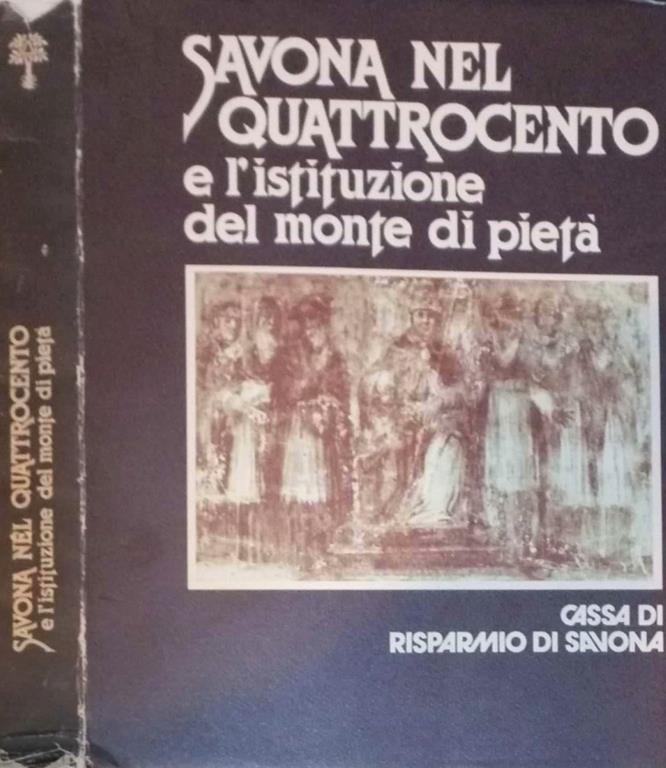 SAVONA NEL
QUATTROCENTO
e l'istituzione
del monte di pietà
CASSA DI
RISPARMIO DI SAVONA
SAVONA NEL QUATTROCENTO
e l'istituzione del monte di pietà